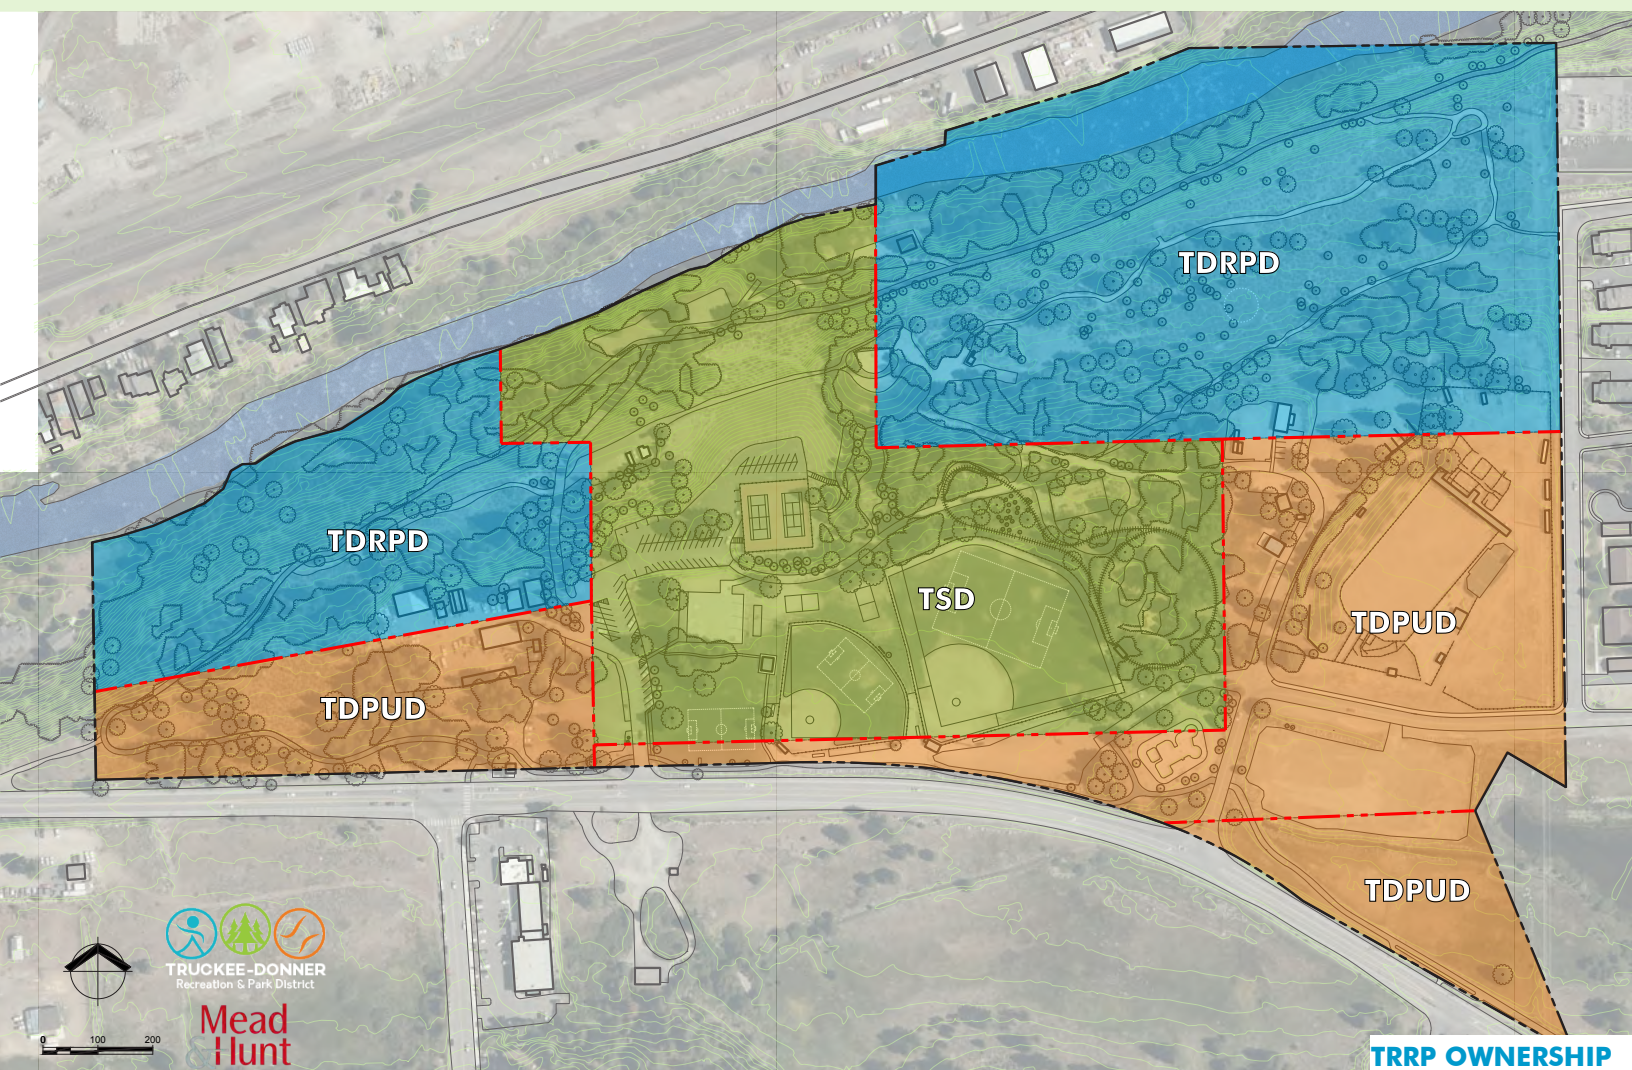 TDRPD
TDRPD
TSD
TDPUD
TDPUD
TDPUD
TRUCKEE-DONNER
Recreation & Park District
Mead
Hunt
0 100 200
TRRP OWNERSHIP